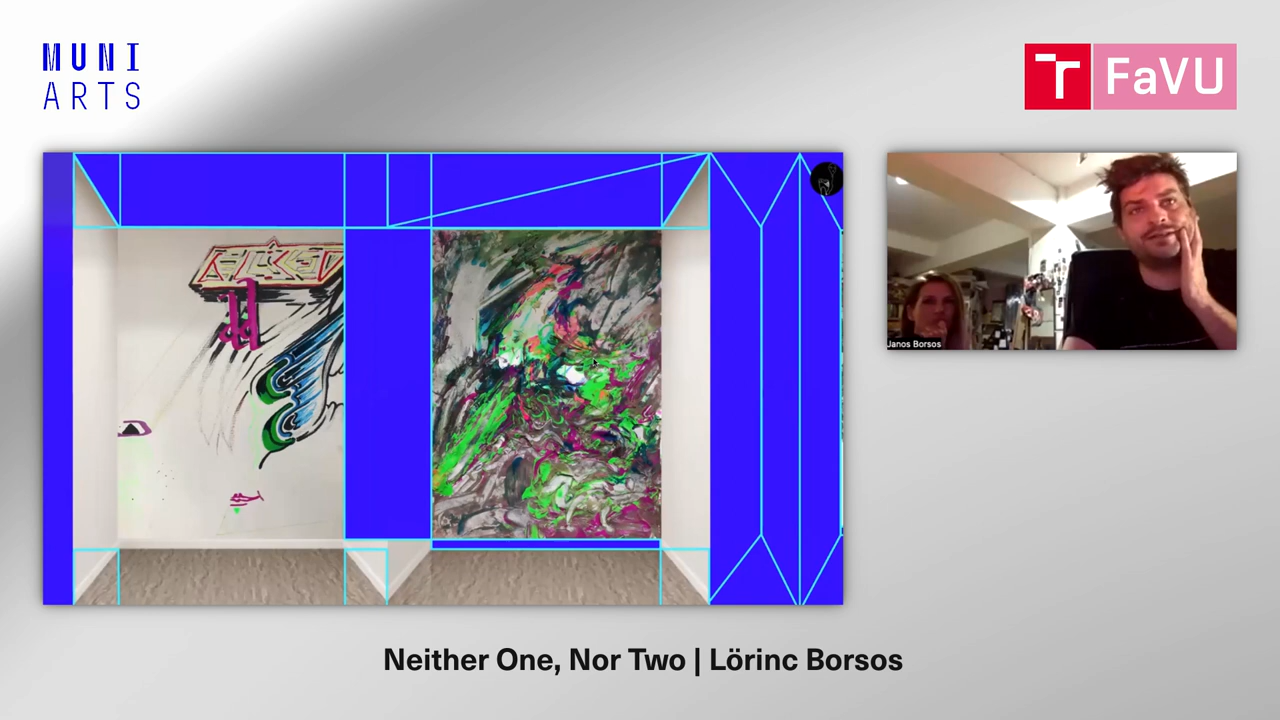 MUNI
ARTS
T FaVU
Janos Borsos
Neither One, Nor Two | Lörinc Borsos